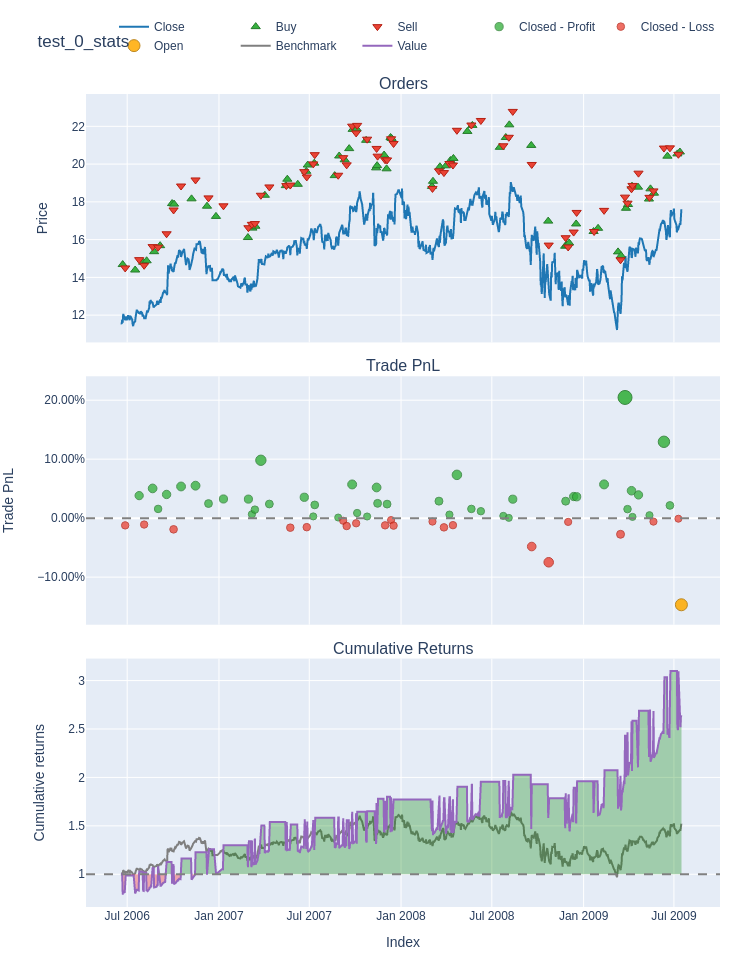 Close Buy Sell Closed - Profit Closed - Loss
test_0_stats
Open Benchmark Value
Orders
22
20
18
16
14
12
Price
Trade PnL
20.00%
10.00%
0.00%
−10.00%
Trade PnL
Cumulative Returns
3
2.5
2
1.5
1
Cumulative returns
Jul 2006 Jan 2007 Jul 2007 Jan 2008 Jul 2008 Jan 2009 Jul 2009
Index